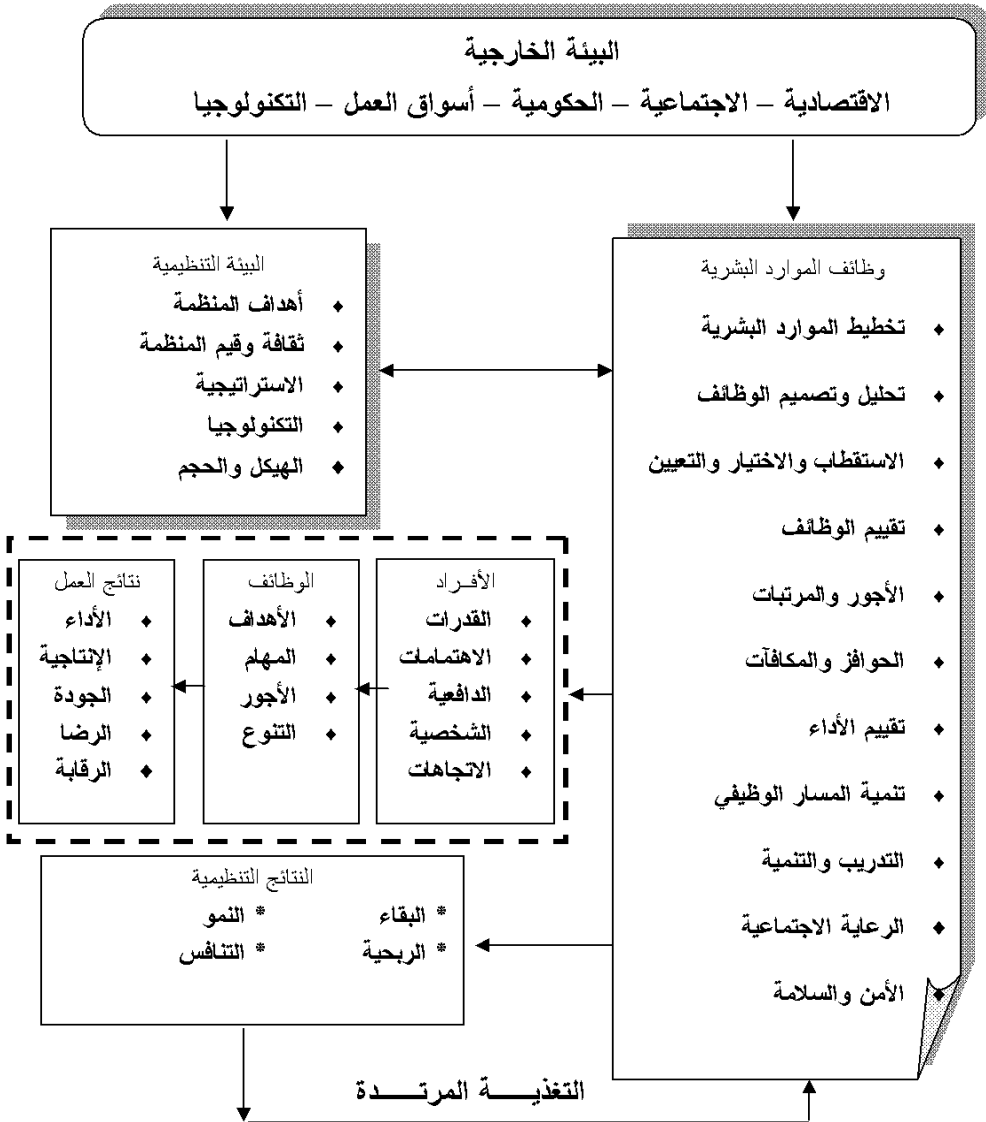 البيئة الخارجية
الاقتصادية – الاجتماعية – الحكومية – أسواق العمل – التكنولوجيا
وظائف الموارد البشرية
♦ تخطيط الموارد البشرية
♦ تحليل وتصميم الوظائف
♦ الاستقطاب والاختيار والتعيين
♦ تقييم الوظائف
♦ الأجور والمرتبات
♦ الحوافز والمكافآت
♦ تقييم الأداء
♦ تنمية المسار الوظيفي
♦ التدريب والتنمية
♦ الرعاية الاجتماعية
♦ الأمن والسلامة
البيئة التنظيمية
♦ أهداف المنظمة
♦ ثقافة وقيم المنظمة
♦ الاستراتيجية
♦ التكنولوجيا
♦ الهيكل والحجم
الأفــراد
♦ القدرات
♦ الاهتمامات
♦ الدافعية
♦ الشخصية
♦ الاتجاهات
الوظائف
♦ الأهداف
♦ المهام
♦ الأجور
♦ التنوع
نتائج العمل
♦ الأداء
♦ الإنتاجية
♦ الجودة
♦ الرضا
♦ الرقابة
النتائج التنظيمية
* البقاء * النمو
* الربحية * التنافس
التغذيـــــة المرتـــــدة